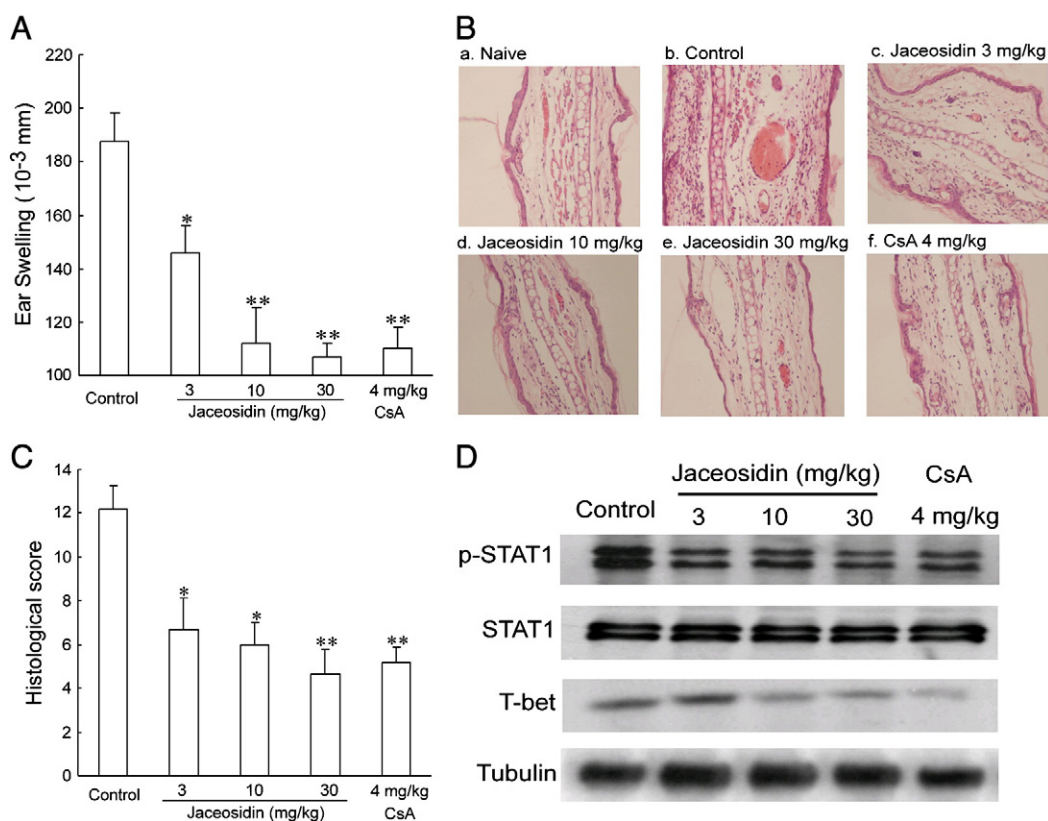 A
Ear Swelling (10⁻³ mm)
220
200
180
160
140
120
100
*
**
**
**
Control
3
10
30
4 mg/kg
Jaceosidin (mg/kg)
CsA
B
a. Naive
b. Control
c. Jaceosidin 3 mg/kg
d. Jaceosidin 10 mg/kg
e. Jaceosidin 30 mg/kg
f. CsA 4 mg/kg
C
Histological score
14
12
10
8
6
4
2
0
*
*
**
**
Control
3
10
30
4 mg/kg
Jaceosidin (mg/kg)
CsA
D
Jaceosidin (mg/kg)
CsA
Control
3
10
30
4 mg/kg
p-STAT1
STAT1
T-bet
Tubulin